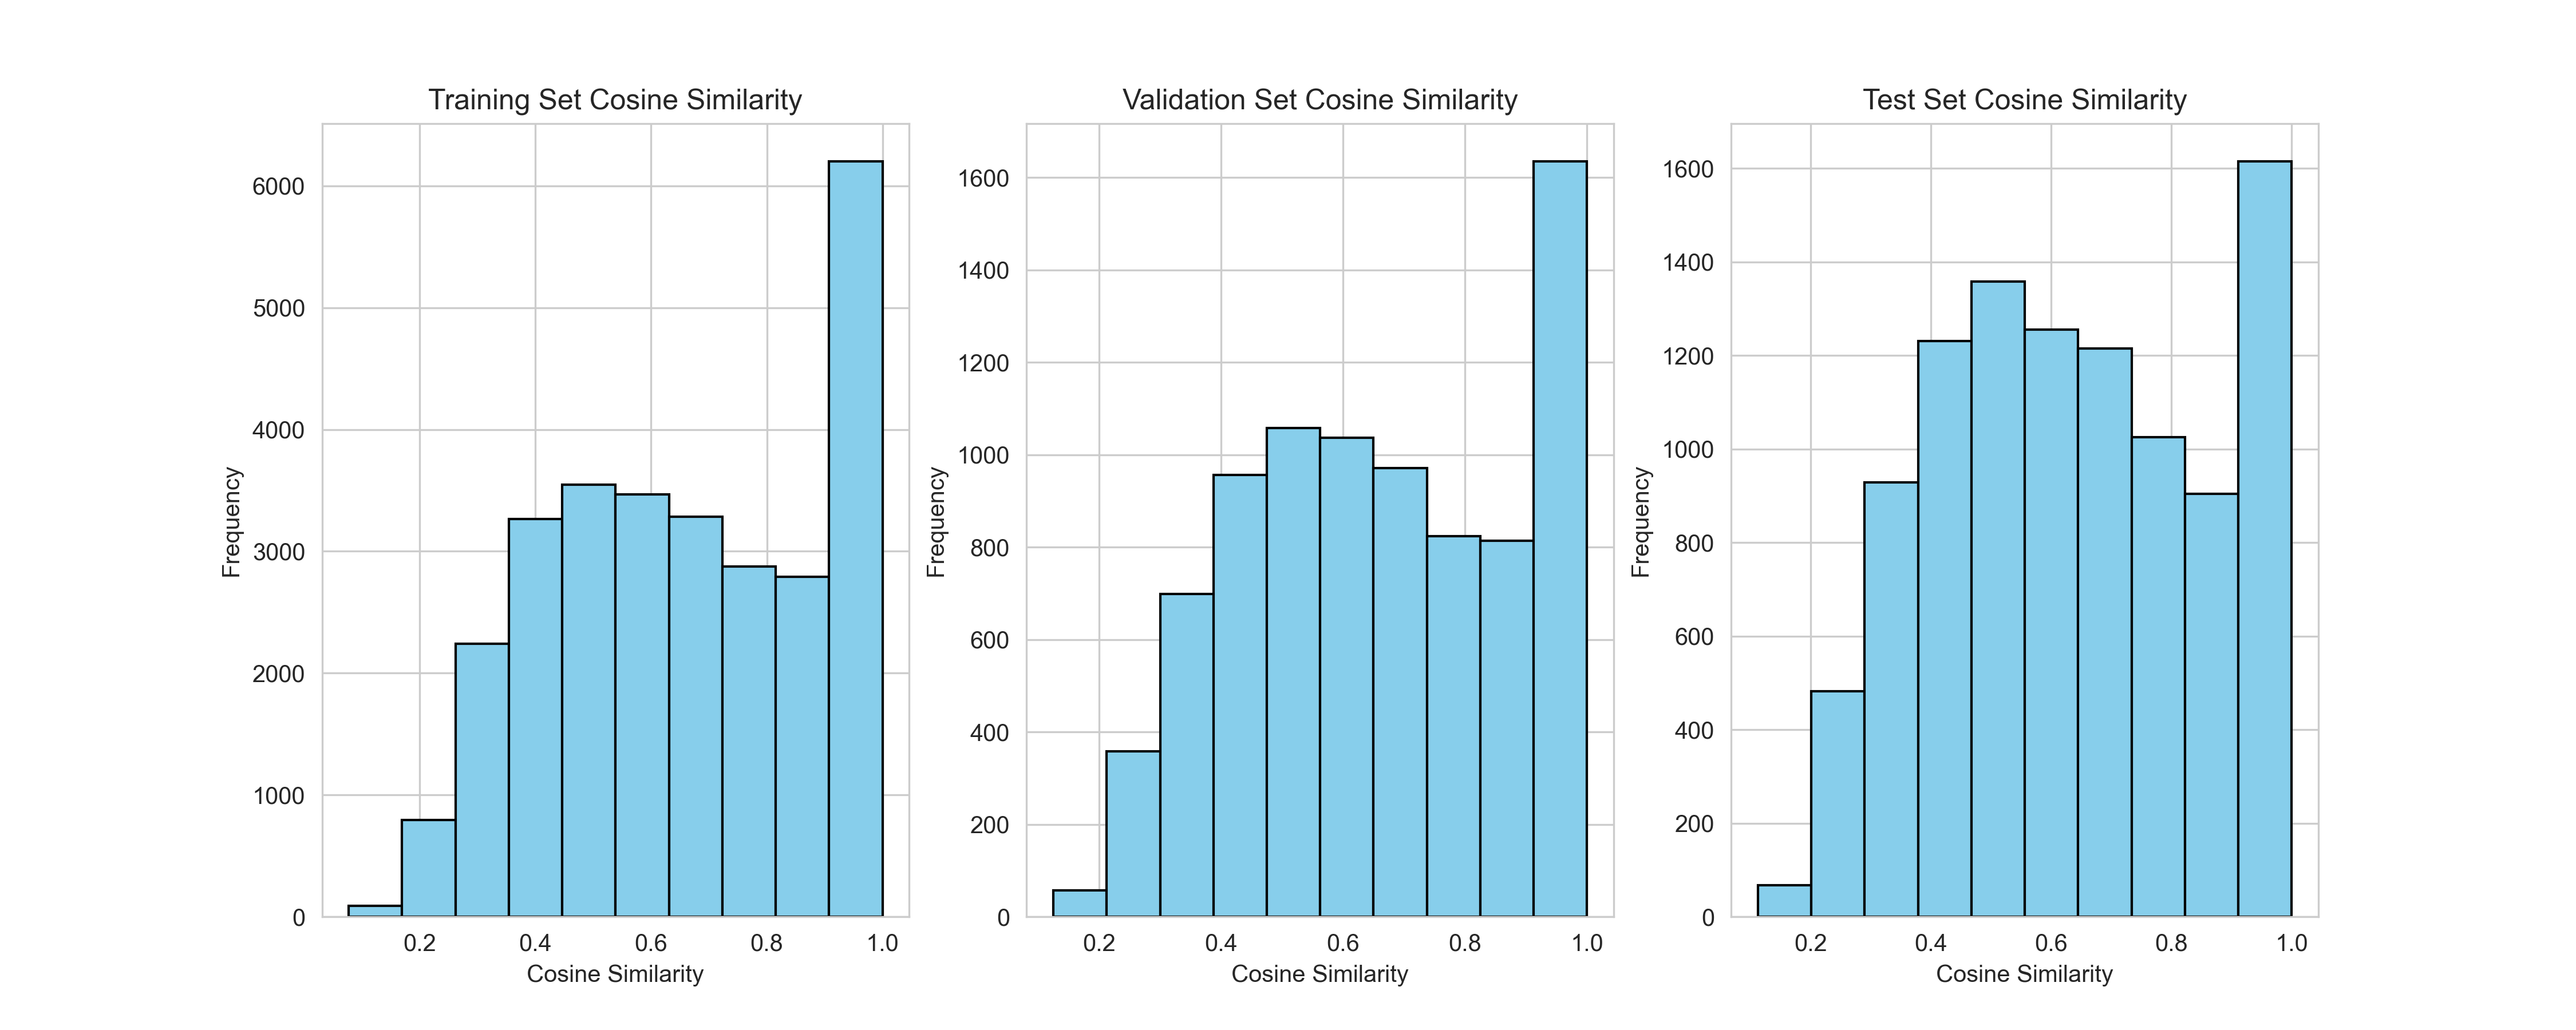 Training Set Cosine Similarity
6000
5000
4000
3000
2000
1000
0
Frequency
0.2 0.4 0.6 0.8 1.0
Cosine Similarity
Validation Set Cosine Similarity
1600
1400
1200
1000
800
600
400
200
0
Frequency
0.2 0.4 0.6 0.8 1.0
Cosine Similarity
Test Set Cosine Similarity
1600
1400
1200
1000
800
600
400
200
0
Frequency
0.2 0.4 0.6 0.8 1.0
Cosine Similarity